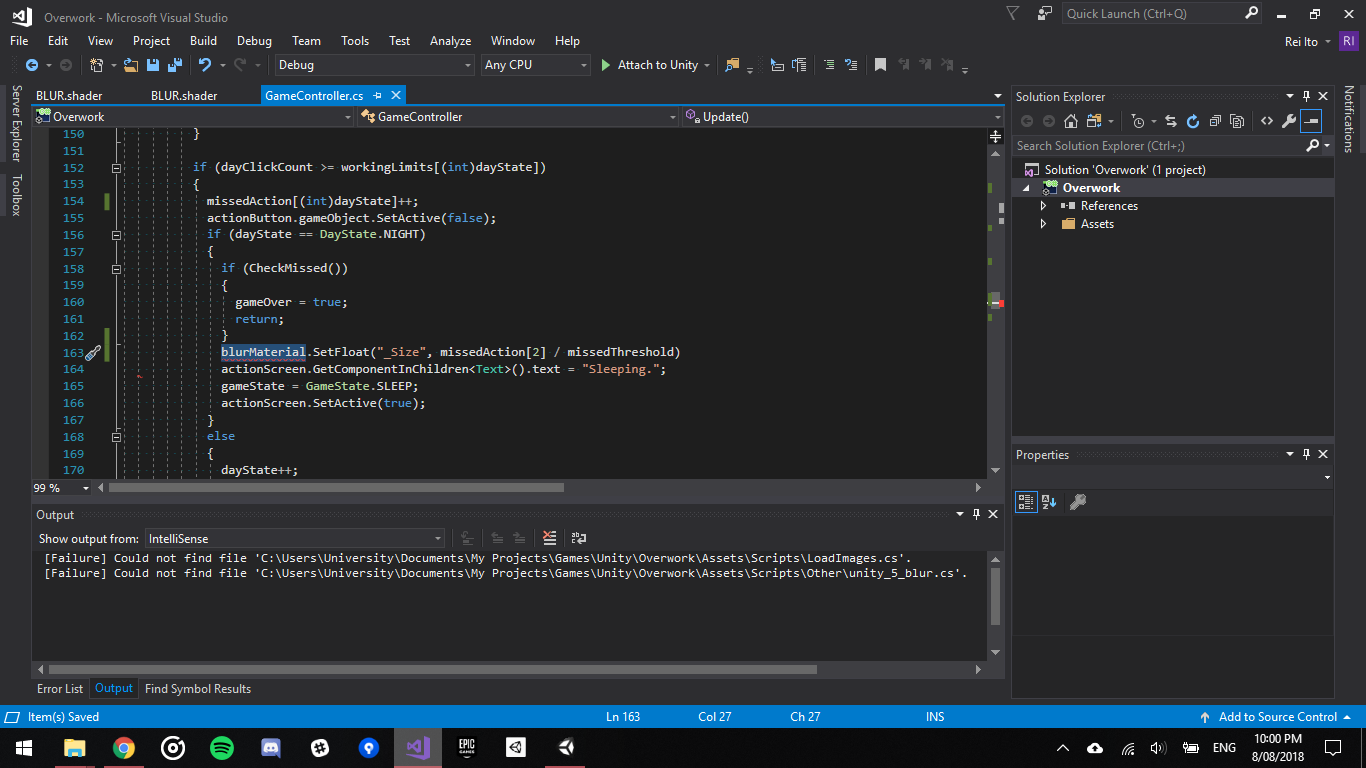 Overwork - Microsoft Visual Studio
Quick Launch (Ctrl+Q)
File Edit View Project Build Debug Team Tools Test Analyze Window Help
Rei Ito RI
Debug Any CPU Attach to Unity
Server Explorer
Toolbox
BLUR.shader BLUR.shader GameController.cs
Overwork GameController Update()
150 }
151
152 if (dayClickCount >= workingLimits[(int)dayState])
153 {
154 missedAction[(int)dayState]++;
155 actionButton.gameObject.SetActive(false);
156 if (dayState == DayState.NIGHT)
157 {
158 if (CheckMissed())
159 {
160 gameOver = true;
161 return;
162 }
163 blurMaterial.SetFloat("_Size", missedAction[2] / missedThreshold)
164 actionScreen.GetComponentInChildren<Text>().text = "Sleeping.";
165 gameState = GameState.SLEEP;
166 actionScreen.SetActive(true);
167 }
168 else
169 {
170 dayState++;
99 %
Output
Show output from: IntelliSense
[Failure] Could not find file 'C:\Users\University\Documents\My Projects\Games\Unity\Overwork\Assets\Scripts\LoadImages.cs'.
[Failure] Could not find file 'C:\Users\University\Documents\My Projects\Games\Unity\Overwork\Assets\Scripts\Other\unity_5_blur.cs'.
Error List Output Find Symbol Results
Solution Explorer
Search Solution Explorer (Ctrl+;)
Solution 'Overwork' (1 project)
Overwork
References
Assets
Properties
Notifications
Item(s) Saved Ln 163 Col 27 Ch 27 INS Add to Source Control
EPIC
GAMES
ENG
10:00 PM
8/08/2018